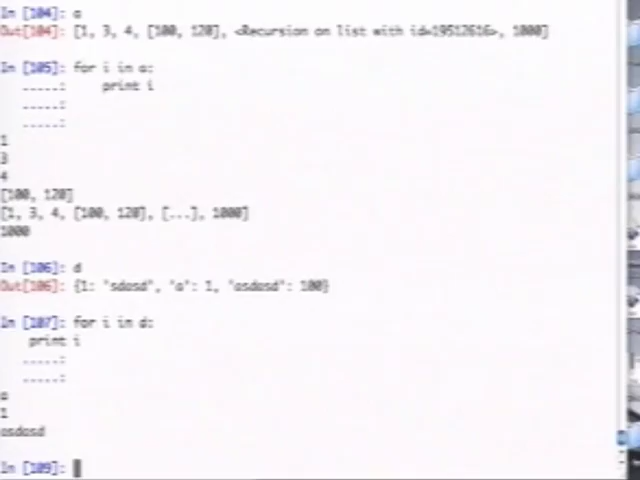 In [104]: a
Out[104]: [1, 3, 4, [100, 120], <Recursion on list with id=19512616>, 1000]
In [105]: for i in a:
.....: print i
.....:
.....:
1
3
4
[100, 120]
[1, 3, 4, [100, 120], [...], 1000]
1000
In [106]: d
Out[106]: {1: "sdasd", 'a': 1, "asdasd": 100}
In [107]: for i in d:
print i
.....:
.....:
a
1
asdasd
In [109]: